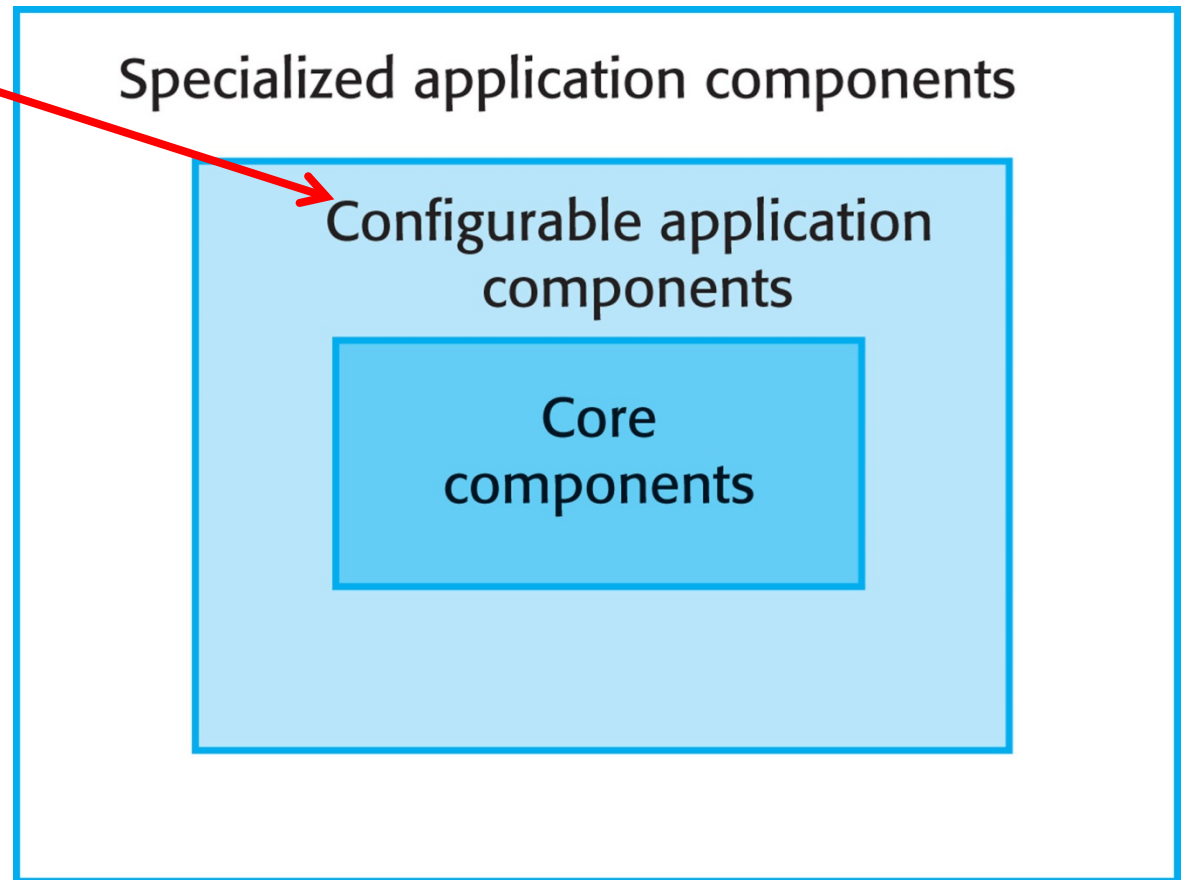 Specialized application components
Configurable application
components
Core
components